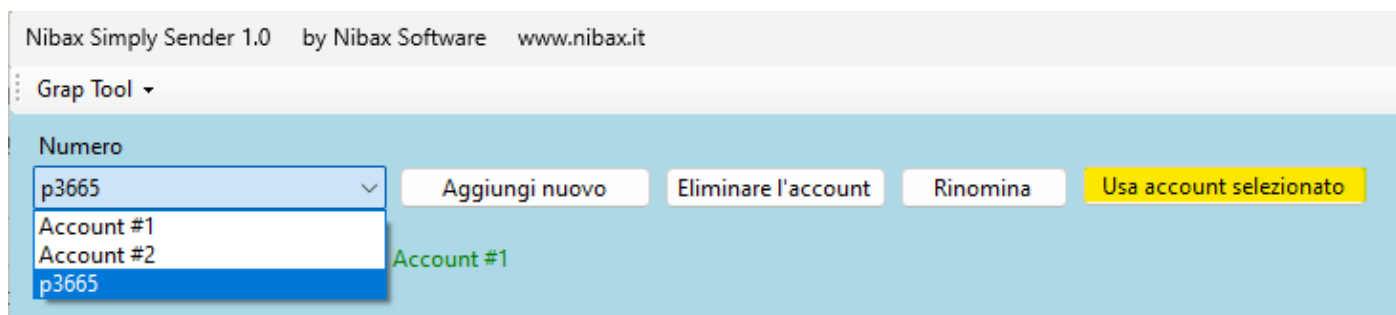 Nibax Simply Sender 1.0 by Nibax Software www.nibax.it
Grap Tool
Numero
p3665 Aggiungi nuovo Eliminare l'account Rinomina Usa account selezionato
Account #1
Account #2
Account #1
p3665